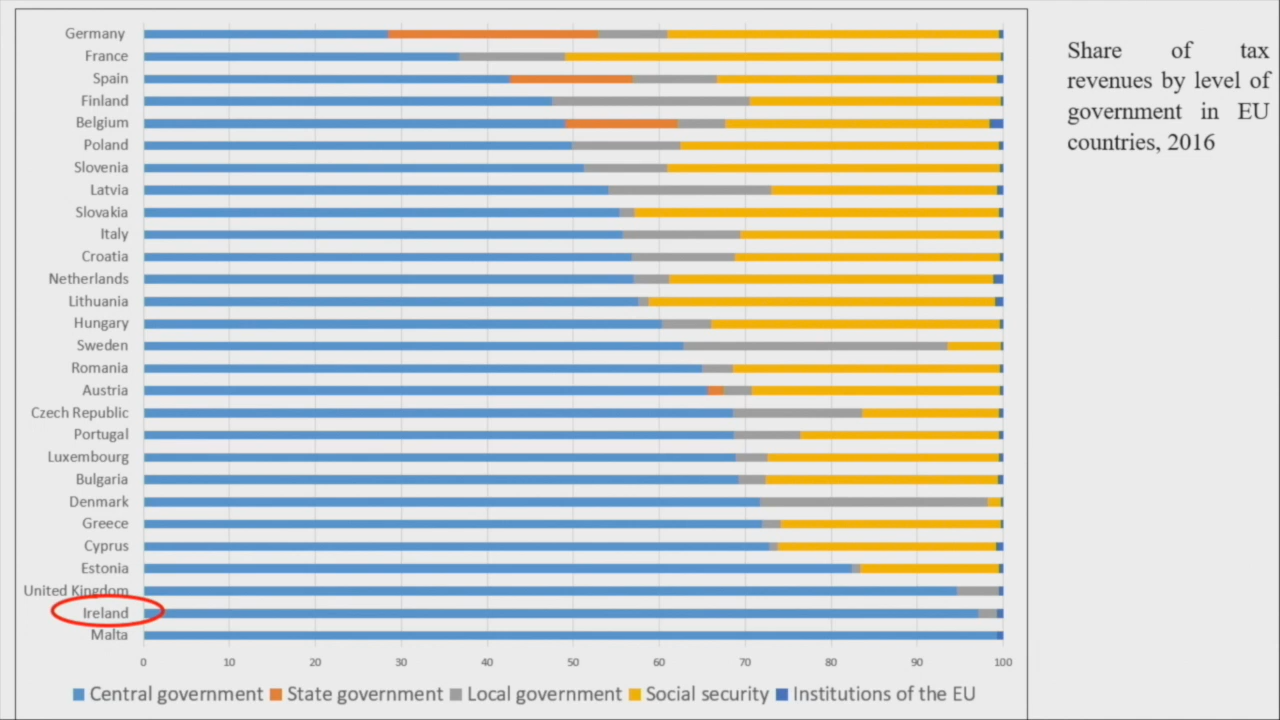 Germany
France
Spain
Finland
Belgium
Poland
Slovenia
Latvia
Slovakia
Italy
Croatia
Netherlands
Lithuania
Hungary
Sweden
Romania
Austria
Czech Republic
Portugal
Luxembourg
Bulgaria
Denmark
Greece
Cyprus
Estonia
United Kingdom
Ireland
Malta
0 10 20 30 40 50 60 70 80 90 100
Central government State government Local government Social security Institutions of the EU
Share of tax
revenues by level of
government in EU
countries, 2016